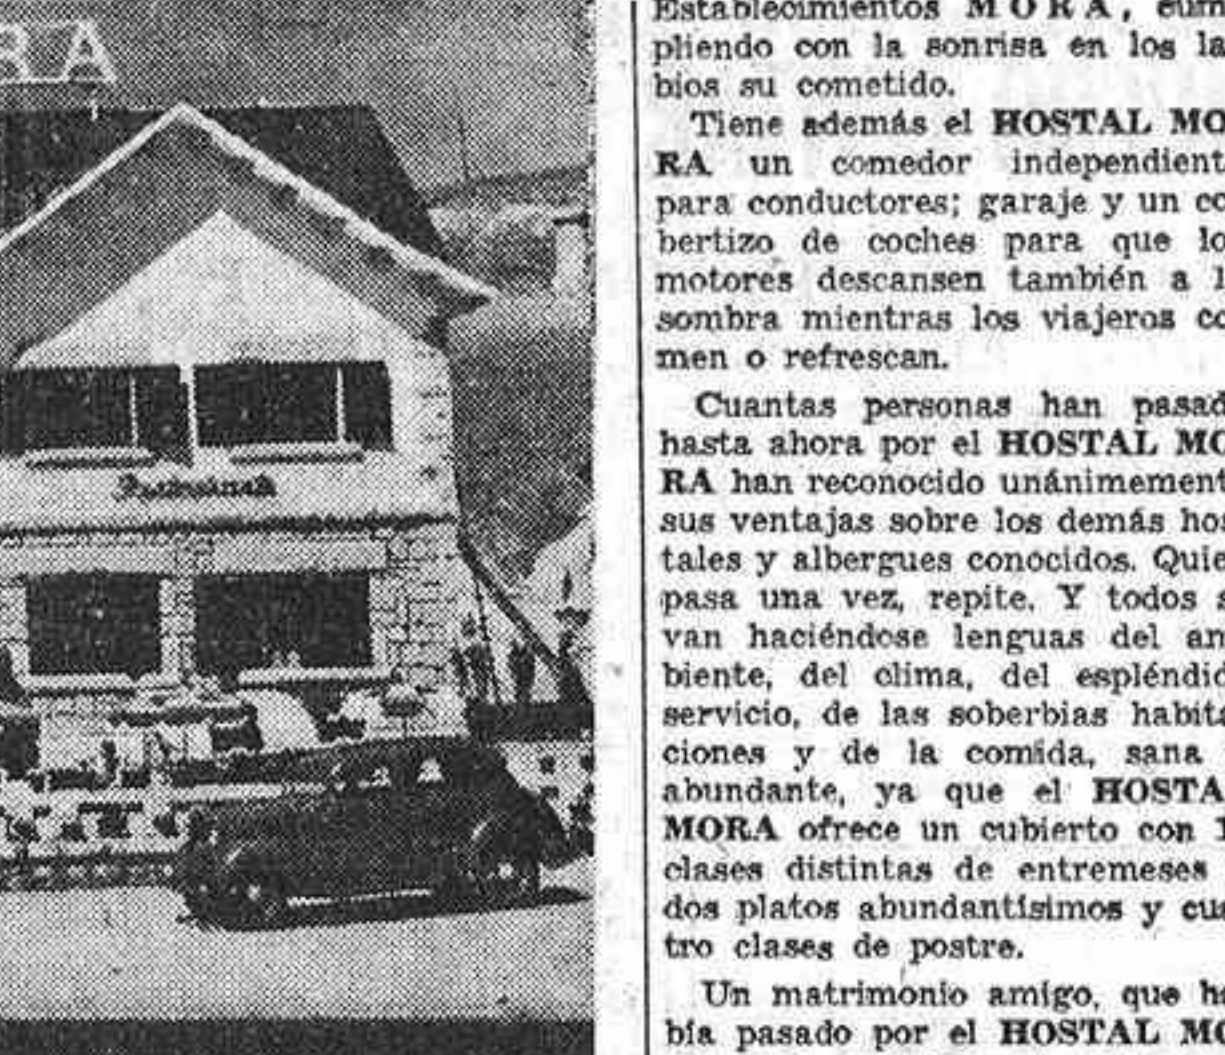 RA
Establecimientos MORA, cum
pliendo con la sonrisa en los la
bios su cometido.
Tiene además el HOSTAL MO
RA un comedor independient
para conductores; garaje y un co
bertizo de coches para que lo
motores descansen también a l
sombra mientras los viajeros co
men o refrescan.
Cuantas personas han pasad
hasta ahora por el HOSTAL MO
RA han reconocido unánimement
sus ventajas sobre los demás hos
tales y albergues conocidos. Quie
pasa una vez, repite. Y todos s
van haciéndose lenguas del am
biente, del clima, del espléndid
servicio, de las soberbias habita
ciones y de la comida, sana
abundante, ya que el HOSTA
MORA ofrece un cubierto con
clases distintas de entremeses
dos platos abundantísimos y cua
tro clases de postre.
Un matrimonio amigo, que ha
bía pasado por el HOSTAL MO